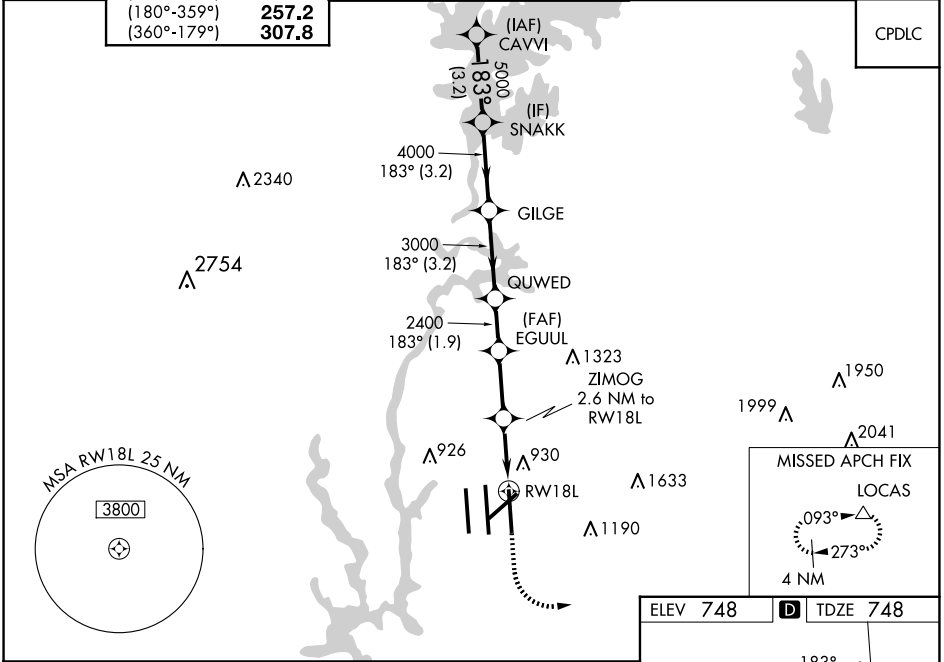 (180°-359°) 257.2
(360°-179°) 307.8
CPDLC
(IAF)
CAVVI
5000
183°
(3.2)
(IF)
SNAKK
4000
183° (3.2)
2340
GILGE
3000
183° (3.2)
2754
QUWED
2400
183° (1.9)
(FAF)
EGUUL
1323
ZIMOG
2.6 NM to
RW18L
1950
1999
2041
926
930
MISSED APCH FIX
MSA RW18L 25 NM
3800
RW18L
1633
LOCAS
093°
273°
1190
4 NM
ELEV 748 D TDZE 748
183°